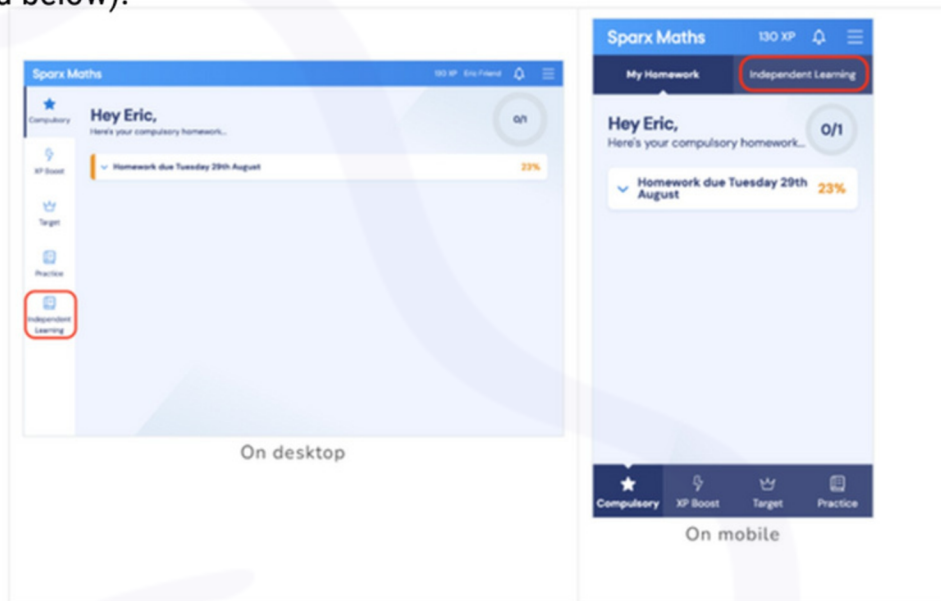 d below):
Sparx Maths
130 XP Eric Friend
Compulsory
XP Boost
Target
Practice
Independent
Learning
Hey Eric,
Here's your compulsory homework...
0/1
Homework due Tuesday 29th August
23%
On desktop
Sparx Maths
130 XP
My Homework
Independent Learning
Hey Eric,
Here's your compulsory homework...
0/1
Homework due Tuesday 29th
August
23%
Compulsory
XP Boost
Target
Practice
On mobile